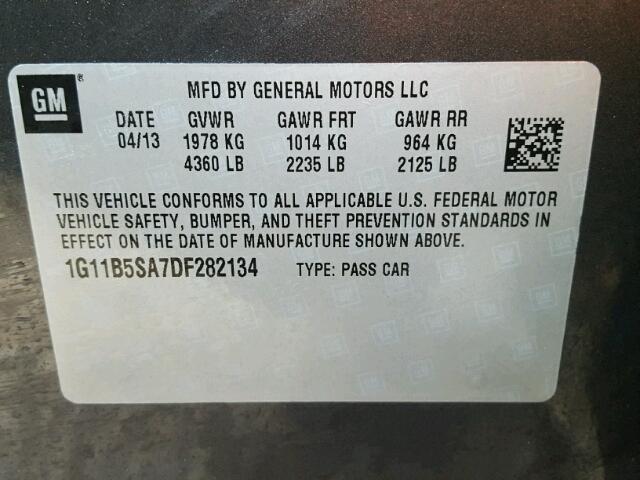 GM®
MFD BY GENERAL MOTORS LLC
DATE GVWR GAWR FRT GAWR RR
04/13 1978 KG 1014 KG 964 KG
4360 LB 2235 LB 2125 LB
THIS VEHICLE CONFORMS TO ALL APPLICABLE U.S. FEDERAL MOTOR
VEHICLE SAFETY, BUMPER, AND THEFT PREVENTION STANDARDS IN
EFFECT ON THE DATE OF MANUFACTURE SHOWN ABOVE.
1G11B5SA7DF282134 TYPE: PASS CAR